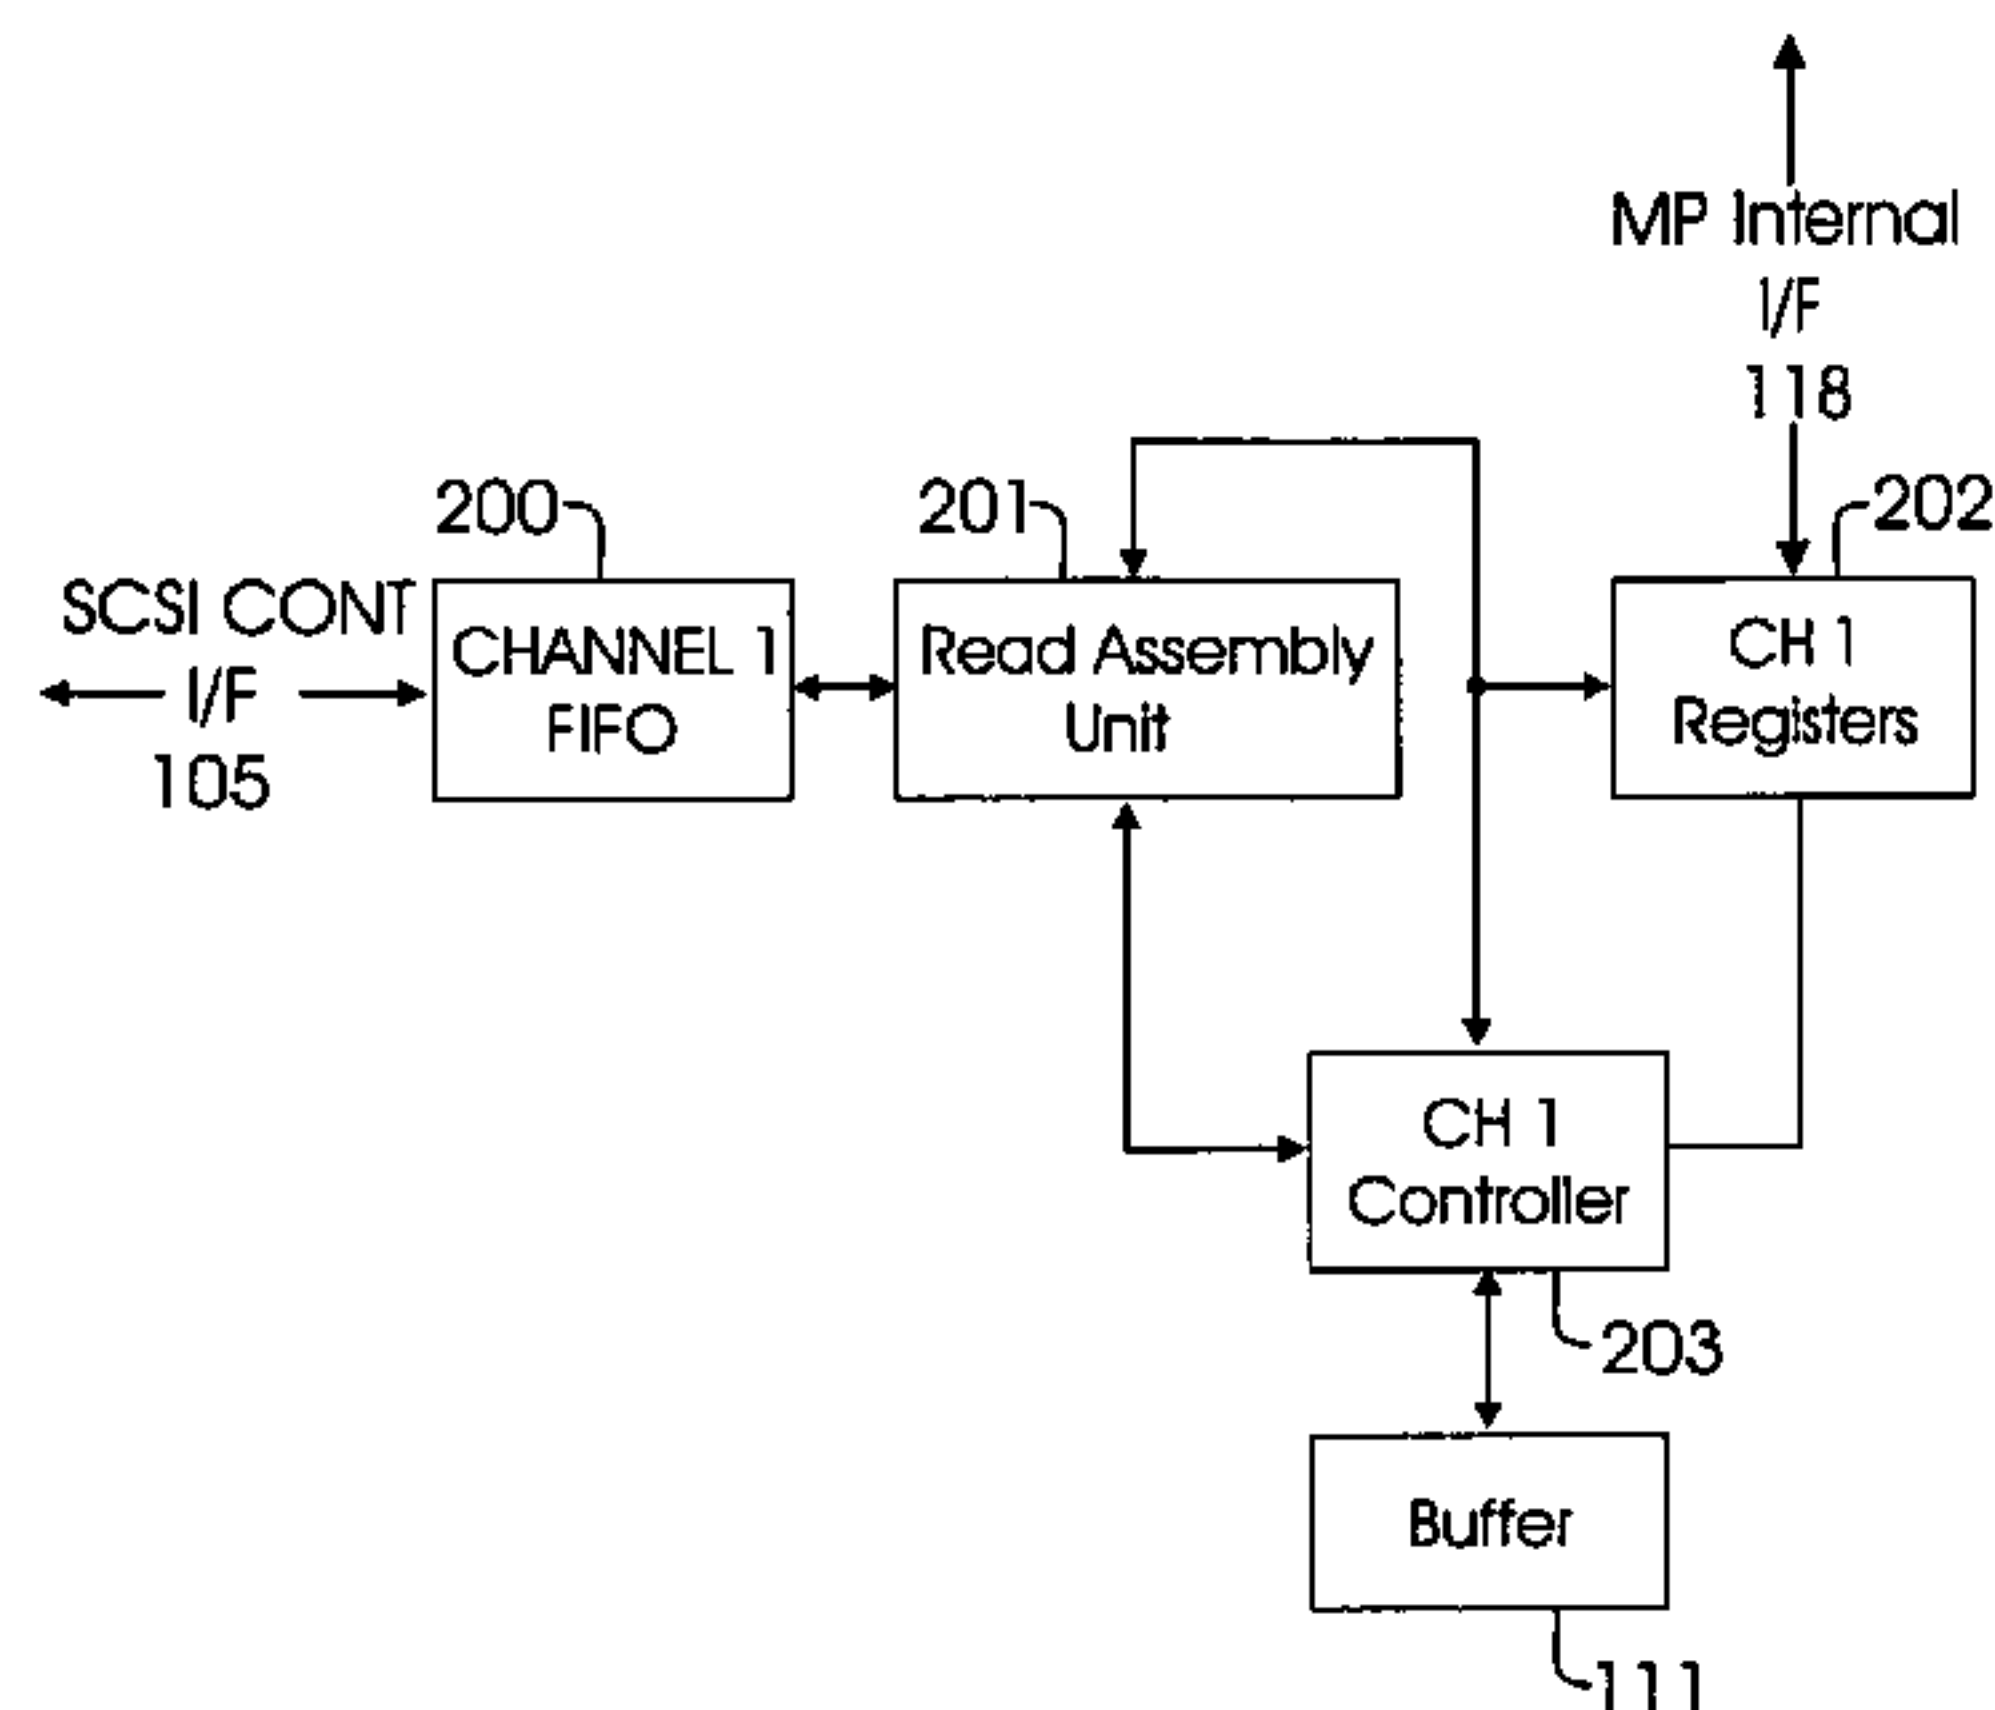 MP Internal
I/F
118
200
201
202
SCSI CONT
I/F
105
CHANNEL 1
FIFO
Read Assembly
Unit
CH 1
Registers
CH 1
Controller
203
Buffer
111